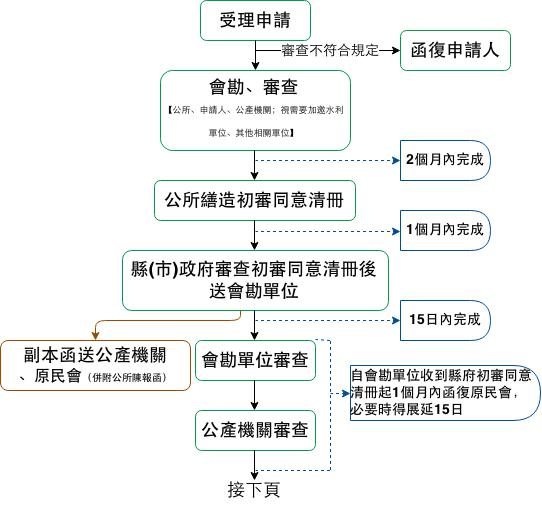 受理申請
審查不符合規定
函復申請人
會勘、審查
【公所、申請人、公產機關；視需要加邀水利
單位、其他相關單位】
2個月內完成
公所繕造初審同意清冊
1個月內完成
縣(市)政府審查初審同意清冊後
送會勘單位
15日內完成
副本函送公產機關
、原民會（併附公所陳報函）
會勘單位審查
自會勘單位收到縣府初審同意
清冊起1個月內函復原民會，
必要時得展延15日
公產機關審查
接下頁